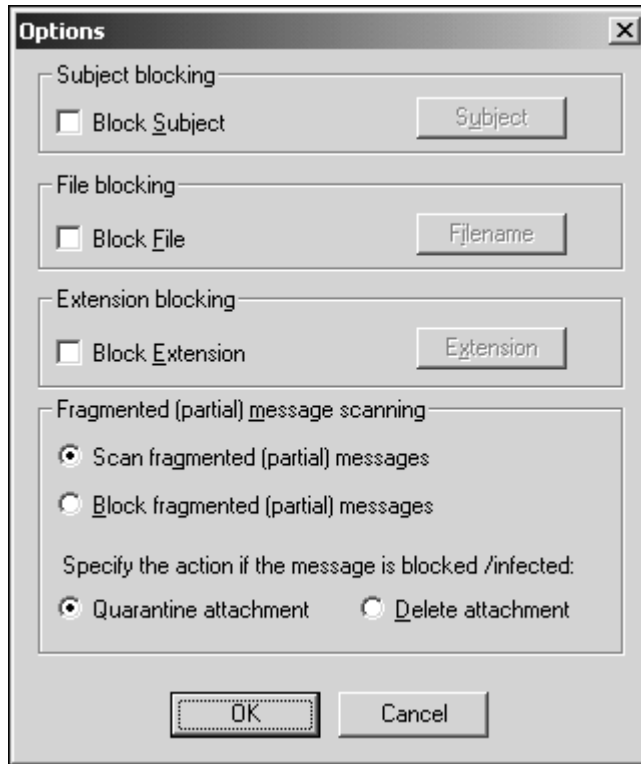 Options
Subject blocking
Block Subject
Subject
File blocking
Block File
Filename
Extension blocking
Block Extension
Extension
Fragmented (partial) message scanning
Scan fragmented (partial) messages
Block fragmented (partial) messages
Specify the action if the message is blocked /infected:
Quarantine attachment
Delete attachment
OK
Cancel